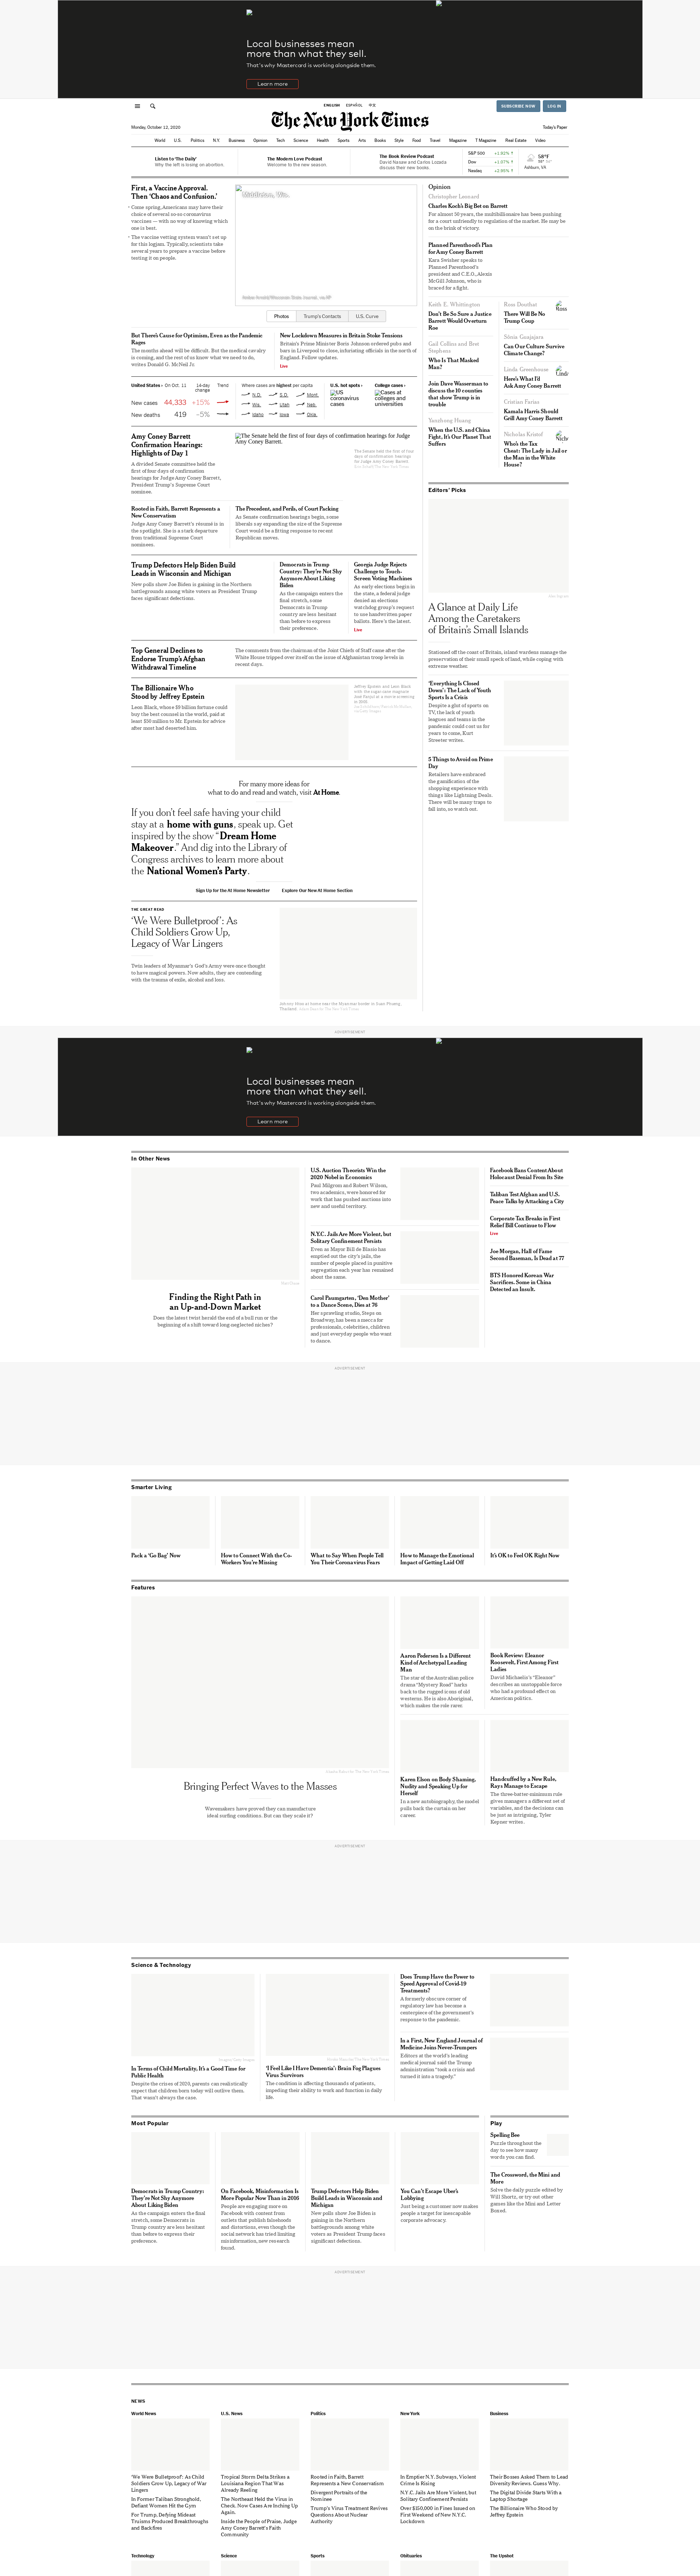 Local businesses mean
more than what they sell.
That's why Mastercard is working alongside them.
Learn more
ENGLISH ESPAÑOL 中文
SUBSCRIBE NOW LOG IN
The New York Times
Monday, October 12, 2020
Today's Paper
World U.S. Politics N.Y. Business Opinion Tech Science Health Sports Arts Books Style Food Travel Magazine T Magazine Real Estate Video
Listen to 'The Daily'
Why the left is losing on abortion.
The Modern Love Podcast
Welcome to the new season.
The Book Review Podcast
David Kessler and Carlos Lozada
discuss their new books.
First, a Vaccine Approval.
Then 'Chaos and Confusion.'
Come spring, Americans may have their
choice of several so-so coronavirus
vaccines — with no way of knowing which
one is best.
The vaccine vetting system wasn't set up
for this logjam. Typically, scientists take
several years to prepare a vaccine before
testing it on people.
Photos Trump's Contacts U.S. Curve
But There's Cause for Optimism, Even as the Pandemic
Rages
The months ahead will be difficult. But the medical cavalry
is coming, and the rest of us know what we need to do,
writes Donald G. McNeil Jr.
New Lockdown Measures in Britain Stoke Tensions
Britain's Prime Minister Boris Johnson ordered pubs and
bars in Liverpool to close, infuriating officials in the north of
England. Follow updates.
Live
United States › On Oct. 11 14-day change Trend
New cases 44,333 +15%
New deaths 419 −5%
Where cases are highest per capita
N.D. S.D. Mont.
Wis. Utah Neb.
Idaho Iowa Okla.
U.S. hot spots ›
US coronavirus cases
College cases ›
Cases at colleges and universities
Amy Coney Barrett
Confirmation Hearings:
Highlights of Day 1
A divided Senate committee held the
first of four days of confirmation
hearings for Judge Amy Coney Barrett,
President Trump's Supreme Court
nominee.
The Senate held the first of four days of confirmation hearings for Judge
Amy Coney Barrett.
Rooted in Faith, Barrett Represents a
New Conservatism
Judge Amy Coney Barrett's criminal is
in the spotlight. She is a stark departure
from traditional Supreme Court
nominees.
The Precedent, and Perils, of Court Packing
As Senate confirmation hearings begin, some
liberals say expanding the size of the Supreme
Court would be a fitting response to recent
Republican moves.
Trump Defectors Help Biden Build
Leads in Wisconsin and Michigan
New polls show Joe Biden is gaining in the Northern
battlegrounds among white voters as President Trump
faces significant defections.
Democrats in Trump
Country: They're Not Shy
Anymore About Liking
Biden
As the campaign enters the
final stretch, some
Democrats in Trump
country are less hesitant
than before to express
their preference.
Georgia Judge Rejects
Challenge to Touch-
Screen Voting Machines
As early elections begin in
the state, a federal judge
denied an elections
watchdog group's request
to use handwritten paper
ballots. Here's the latest.
Live
Top General Declines to
Endorse Trump's Afghan
Withdrawal Timeline
The comments from the chairman of the Joint Chiefs of Staff came after the
White House tripped over itself on the issue of Afghanistan troop levels in
recent days.
The Billionaire Who
Stood by Jeffrey Epstein
Leon Black, whose $9 billion fortune could
buy the best counsel in the world, paid at
least $50 million to Mr. Epstein for advice
after most had deserted him.
For many more ideas for
what to do and read and watch, visit At Home.
If you don't feel safe having your child
stay at a home with guns, speak up. Get
inspired by the show "Dream Home
Makeover." And dig into the Library of
Congress archives to learn more about
the National Women's Party.
Sign Up for the At Home Newsletter Explore Our New At Home Section
THE GREAT READ
'We Were Bulletproof': As
Child Soldiers Grow Up,
Legacy of War Lingers
Twin leaders of Myanmar's God's Army were once thought
to have magical powers. Now adults, they are contending
with the trauma of exile, alcohol and loss.
Opinion
Christopher Leonard
Charles Koch's Big Bet on Barrett
For almost 50 years, the multibillionaire has been pushing
for a court unfriendly to regulation of the market. He may be
on the brink of victory.
Planned Parenthood's Plan
for Amy Coney Barrett
Kara Swisher speaks to
Planned Parenthood's
president and C.E.O., Alexis
McGill Johnson, who is
braced for a fight.
Keith E. Whittington
Don't Be So Sure a Justice
Barrett Would Overturn
Roe
Gail Collins and Bret
Stephens
Who Is That Masked
Man?
Join Dave Wasserman to
discuss the 10 counties
that show Trump is in
trouble
Yanzhong Huang
When the U.S. and China
Fight, It's Our Planet That
Suffers
Ross Douthat
There Will Be No
Trump Coup
Siobhán Can Our Culture Survive
Climate Change?
Linda Greenhouse
Here's What I'd
Ask Amy Coney Barrett
Cristian Farias
Kamala Harris Should
Grill Amy Coney Barrett
Nicholas Kristof
Who's the Tax
Cheat: The Lady in Jail or
the Man in the White
House?
Editors' Picks
A Glance at Daily Life
Among the Caretakers
of Britain's Small Islands
Stationed off the coast of Britain, island wardens manage the
conservation of their small speck of land, while coping with
extreme weather.
'Everything Is Closed
Down': The Lack of Youth
Sports Is a Crisis
Despite a glut of sports on
TV, the lack of youth
leagues and teams in the
pandemic could cost us for
years to come, Kurt
Streeter writes.
5 Things to Avoid on Prime
Day
Retailers have embraced
the gamification of the
shopping experience with
things like Lightning Deals.
There will be many traps to
fall into, so watch out.
ADVERTISEMENT
Local businesses mean
more than what they sell.
That's why Mastercard is working alongside them.
Learn more
In Other News
Finding the Right Path in
an Up-and-Down Market
Does the latest twist herald the end of a bull run or the
beginning of a shift toward long neglected niches?
U.S. Auction Theorists Win the
2020 Nobel in Economics
Paul Milgrom and Robert Wilson,
two academics, were honored for
work that has pushed auctions into
new and useful territory.
N.Y.C. Jails Are More Violent, but
Solitary Confinement Persists
Even as Mayor Bill de Blasio has
emptied out the city's jails, the
number of people placed in punitive
segregation each year has remained
about the same.
Carol Paumgarten, 'Den Mother'
to a Dance Scene, Dies at 76
Her sprawling studio, Steps on
Broadway, has been a mecca for
professionals, celebrities, children
and just everyday people who want
to dance.
Facebook Bans Content About
Holocaust Denial From Its Site
Taliban Test Afghan and U.S.
Peace Talks by Attacking a City
Corporate Tax Breaks in First
Relief Bill Continue to Flow
Live
Joe Morgan, Hall of Fame
Second Baseman, Is Dead at 77
BTS Honored Korean War
Sacrifices. Some in China
Detected an Insult.
ADVERTISEMENT
Smarter Living
Pack a 'Go Bag' Now
How to Connect With the Co-
Workers You're Missing
What to Say When People Tell
You Their Coronavirus Fears
How to Manage the Emotional
Impact of Getting Laid Off
It's OK to Feel OK Right Now
Features
Bringing Perfect Waves to the Masses
Wavemakers have proved they can manufacture
ideal surfing conditions. But can they scale it?
Aaron Pedersen Is a Different
Kind of Archetypal Leading
Man
The star of the Australian police
drama "Mystery Road" harks
back to the rugged icons of old
westerns. He is also Aboriginal,
which makes the role rarer.
Book Review: Eleanor
Roosevelt, First Among First
Ladies
David Michaelis's "Eleanor"
describes an unstoppable force
who had a profound effect on
American politics.
Karen Elson on Body Shaming,
Nudity and Speaking Up for
Herself
In a new autobiography, the model
pulls back the curtain on her
career.
Handcuffed by a New Rule,
Rays Manage to Escape
The three-batter-minimum rule
gives managers a different set of
variables, and the decisions can
be just as intriguing, Tyler
Kepner writes.
ADVERTISEMENT
Science & Technology
In Terms of Child Mortality, It's a Good Time for
Public Health
Despite the crises of 2020, parents can realistically
expect that children born today will outlive them.
That wasn't always the case.
'I Feel Like I Have Dementia': Brain Fog Plagues
Virus Survivors
The condition is affecting thousands of patients,
impeding their ability to work and function in daily
life.
Does Trump Have the Power to
Speed Approval of Covid-19
Treatments?
A formerly obscure corner of
regulatory law has become a
centerpiece of the government's
response to the pandemic.
In a First, New England Journal of
Medicine Joins Never-Trumpers
Editors at the world's leading
medical journal said the Trump
administration "took a crisis and
turned it into a tragedy."
Most Popular
Democrats in Trump Country:
They're Not Shy Anymore
About Liking Biden
As the campaign enters the final
stretch, some Democrats in
Trump country are less hesitant
than before to express their
preference.
On Facebook, Misinformation Is
More Popular Now Than in 2016
People are engaging more on
Facebook with content from
outlets that publish falsehoods
and distortions, even though the
social network has tried limiting
misinformation, new research
found.
Trump Defectors Help Biden
Build Leads in Wisconsin and
Michigan
New polls show Joe Biden is
gaining in the Northern
battlegrounds among white
voters as President Trump faces
significant defections.
You Can't Escape Uber's
Lobbying
Just being a customer now makes
people a target for inescapable
corporate advocacy.
Play
Spelling Bee
Puzzle throughout the
day to see how many
words you can find.
The Crossword, the Mini and
More
Solve the daily puzzle edited by
Will Shortz, or try out other
games like the Mini and Letter
Boxed.
ADVERTISEMENT
NEWS
World News
'We Were Bulletproof': As Child
Soldiers Grow Up, Legacy of War
Lingers
In Former Taliban Stronghold,
Defiant Women Hit the Gym
For Trump, Defying Mideast
Truisms Produced Breakthroughs
and Backfires
U.S. News
Tropical Storm Delta Strikes a
Louisiana Region That Was
Already Reeling
The Northeast Held the Virus in
Check. Now Cases Are Inching Up
Again.
Inside the People of Praise, Judge
Amy Coney Barrett's Faith
Community
Politics
Rooted in Faith, Barrett
Represents a New Conservatism
Divergent Portraits of the
Nominee
Trump's Virus Treatment Revives
Questions About Unclear
Authority
New York
In Emptier N.Y. Subways, Violent
Crime Is Rising
N.Y.C. Jails Are More Violent, but
Solitary Confinement Persists
Over $150,000 in Fines Issued on
First Weekend of New N.Y.C.
Lockdown
Business
Their Bosses Asked Them to Lead
Diversity Reviews. Guess Why.
The Digital Divide Starts With a
Laptop Shortage
The Billionaire Who Stood by
Jeffrey Epstein
Technology Science Sports Obituaries The Upshot